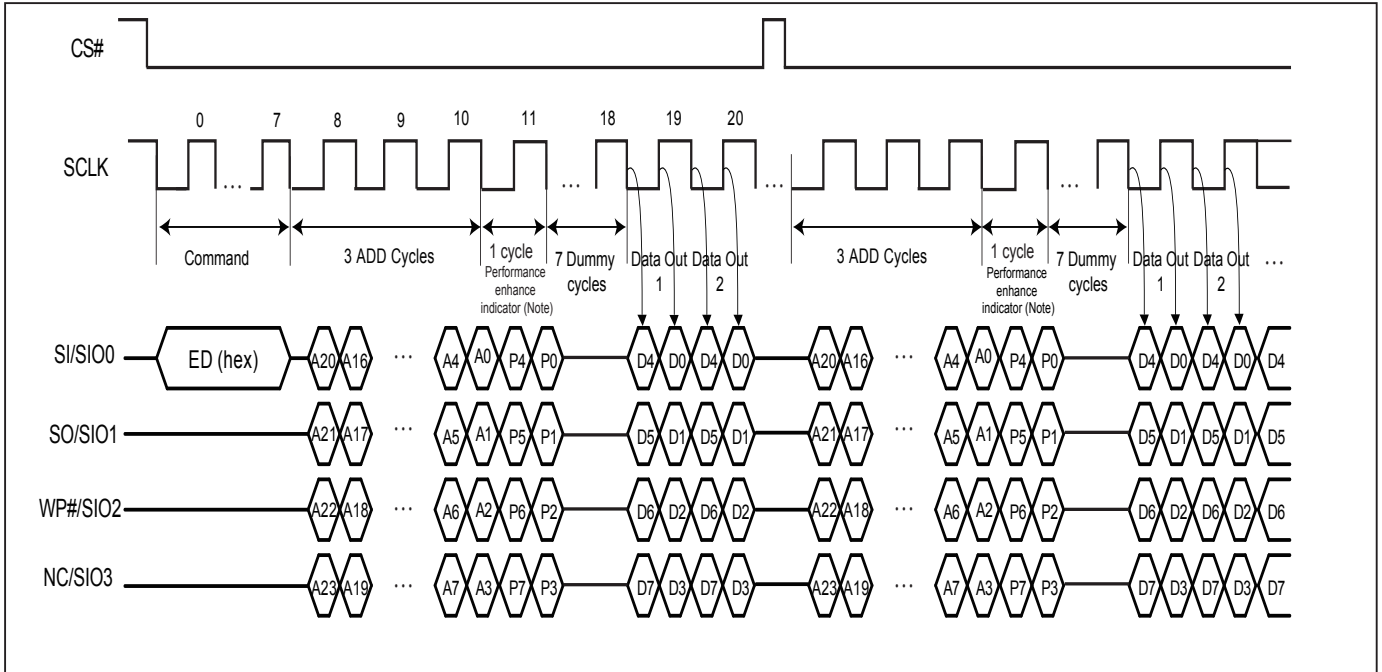 CS#
0 7 8 9 10 11 18 19 20
SCLK
... ... ... ...
Command
3 ADD Cycles
1 cycle
Performance
enhance
indicator (Note)
7 Dummy
cycles
Data Out
1
Data Out
2
3 ADD Cycles
1 cycle
Performance
enhance
indicator (Note)
7 Dummy
cycles
Data Out
1
Data Out
2
...
SI/SIO0 ED (hex) A20 A16 ... A4 A0 P4 P0 D4 D0 D4 D0 A20 A16 ... A4 A0 P4 P0 D4 D0 D4 D0 D4
SO/SIO1 A21 A17 ... A5 A1 P5 P1 D5 D1 D5 D1 A21 A17 ... A5 A1 P5 P1 D5 D1 D5 D1 D5
WP#/SIO2 A22 A18 ... A6 A2 P6 P2 D6 D2 D6 D2 A22 A18 ... A6 A2 P6 P2 D6 D2 D6 D2 D6
NC/SIO3 A23 A19 ... A7 A3 P7 P3 D7 D3 D7 D3 A23 A19 ... A7 A3 P7 P3 D7 D3 D7 D3 D7